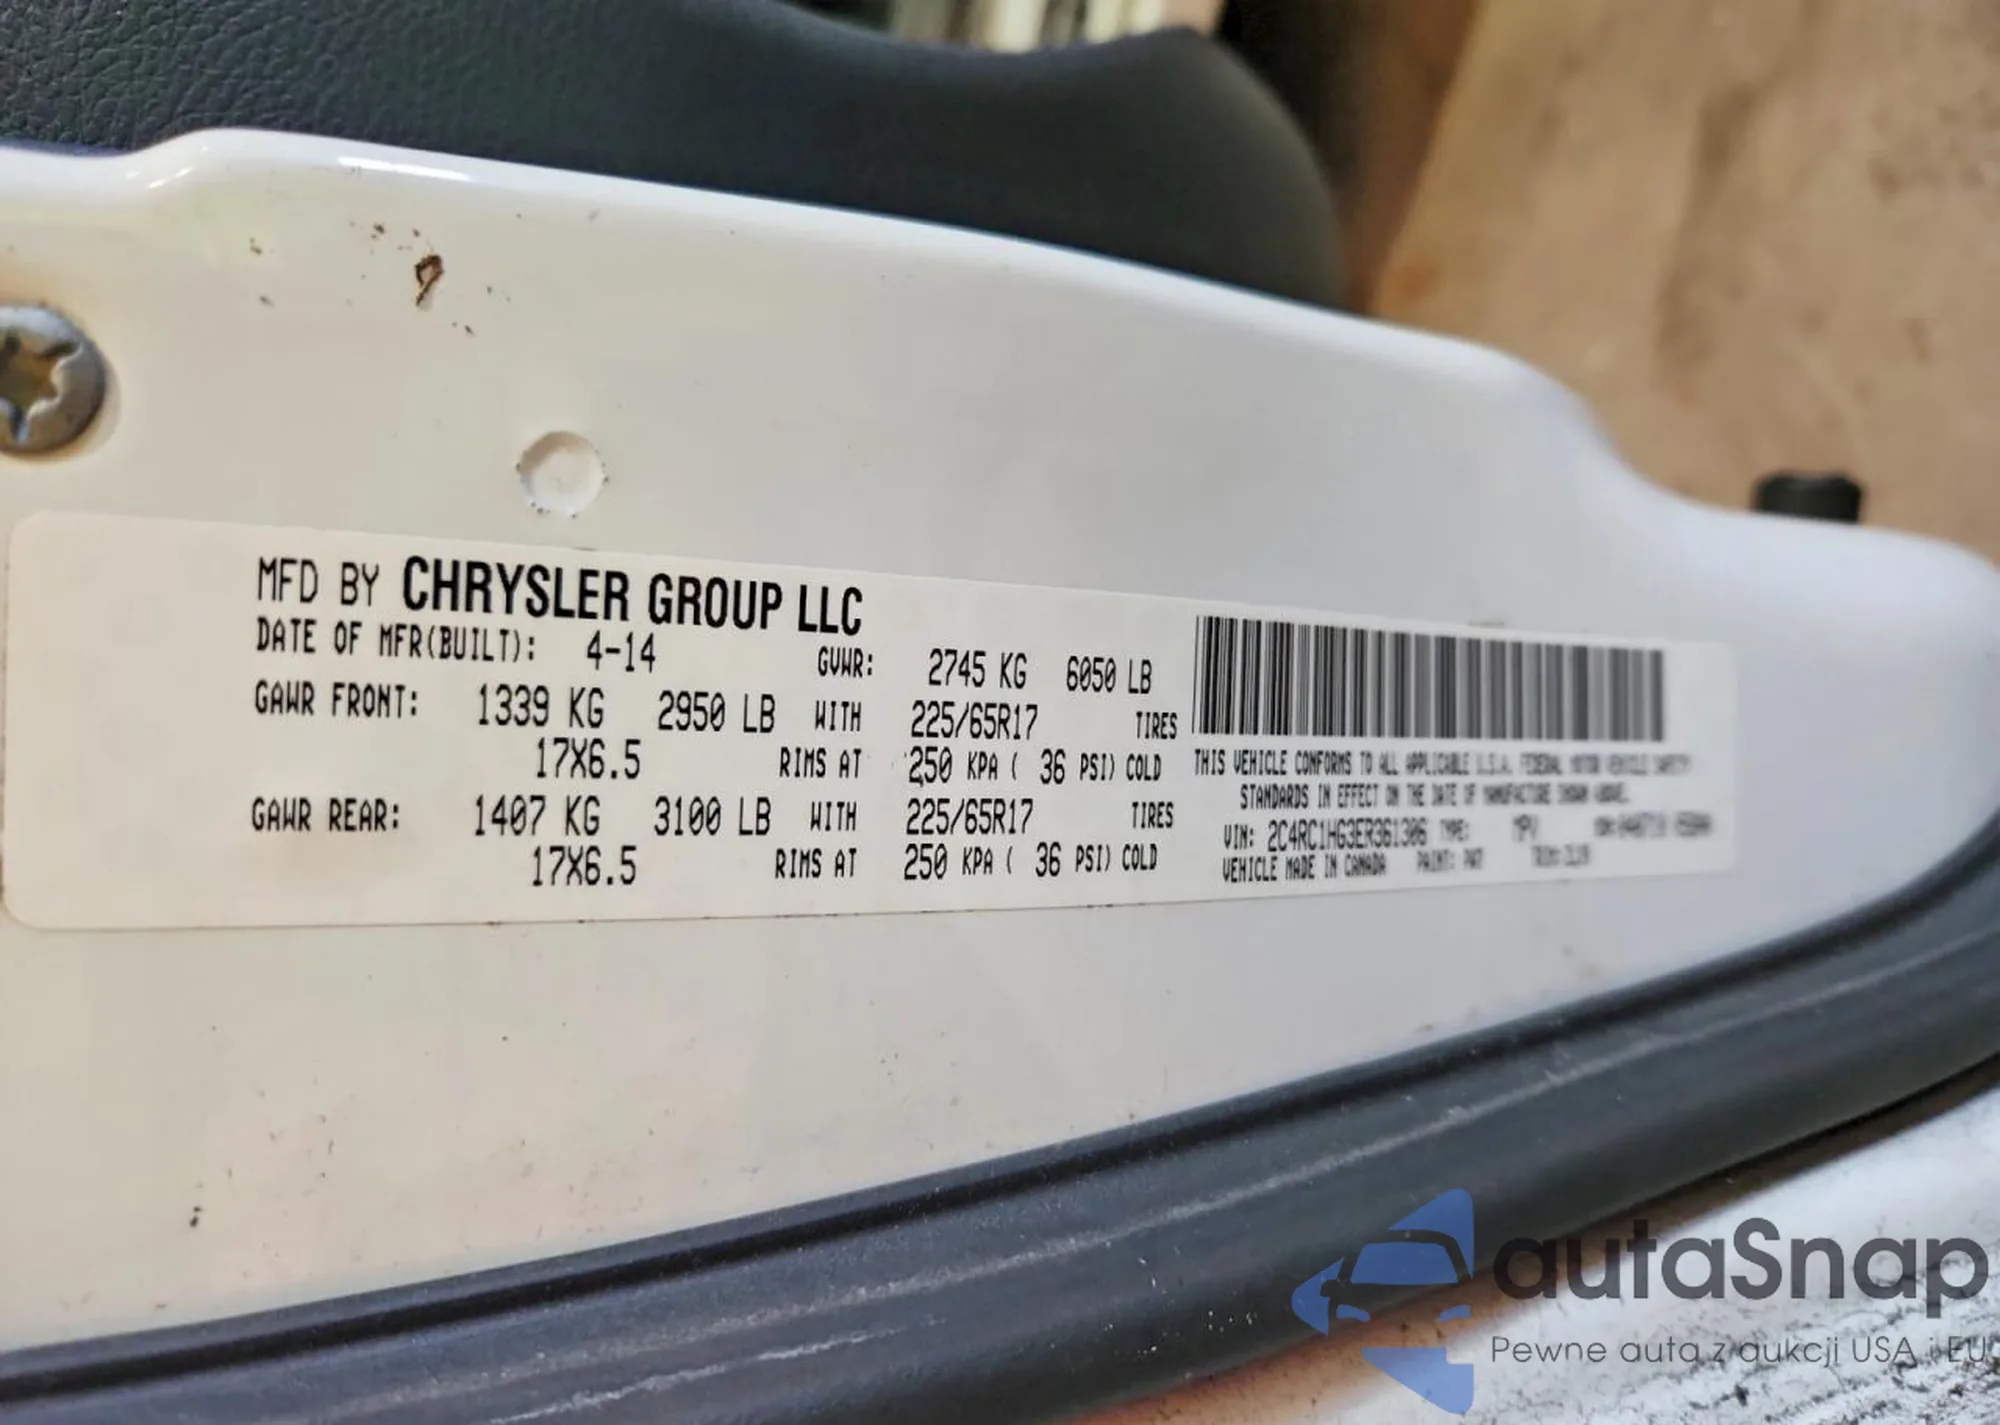 MFD BY CHRYSLER GROUP LLC
DATE OF MFR(BUILT): 4-14 GVWR: 2745 KG 6050 LB
GAWR FRONT: 1339 KG 2950 LB WITH 225/65R17 TIRES
17X6.5 RIMS AT 250 KPA ( 36 PSI) COLD
GAWR REAR: 1407 KG 3100 LB WITH 225/65R17 TIRES
17X6.5 RIMS AT 250 KPA ( 36 PSI) COLD
THIS VEHICLE CONFORMS TO ALL APPLICABLE U.S.A. FEDERAL MOTOR VEHICLE SAFETY
STANDARDS IN EFFECT ON THE DATE OF MANUFACTURE SHOWN ABOVE.
VIN: 2C4RC1HG3ER361306 TYPE: MPV
VEHICLE MADE IN CANADA PAINT: PW7
autaSnap
Pewne auta z aukcji USA i EU